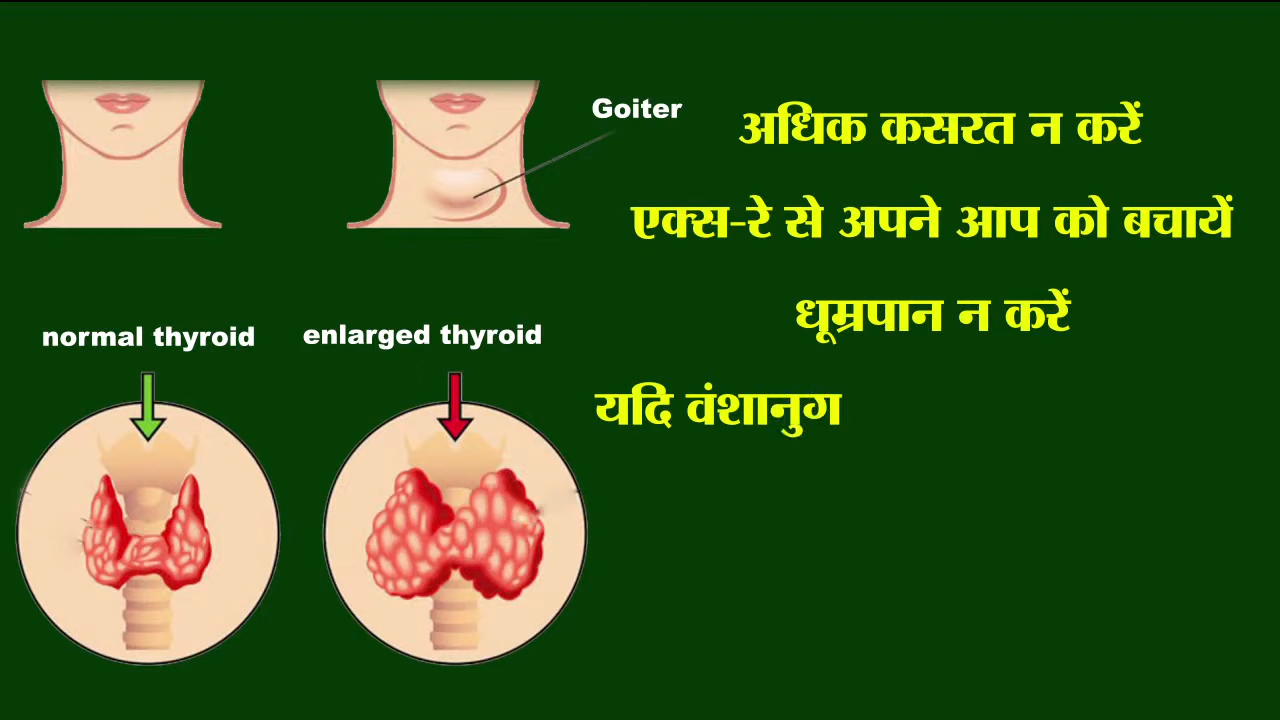 Goiter
अधिक कसरत न करें
एक्स-रे से अपने आप को बचायें
धूम्रपान न करें
यदि वंशानुग
normal thyroid
enlarged thyroid